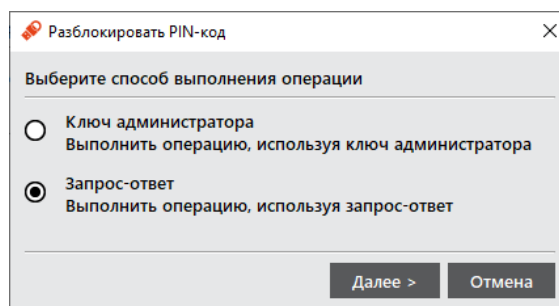 Разблокировать PIN-код
Выберите способ выполнения операции
Ключ администратора
Выполнить операцию, используя ключ администратора
Запрос-ответ
Выполнить операцию, используя запрос-ответ
Далее >
Отмена